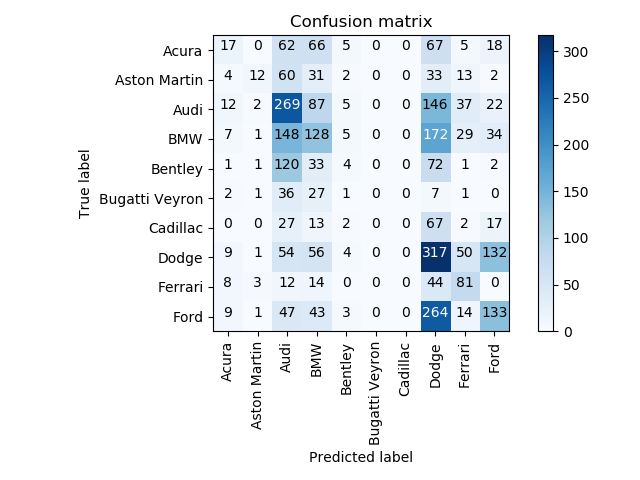 Confusion matrix
Acura 17 0 62 66 5 0 0 67 5 18
Aston Martin 4 12 60 31 2 0 0 33 13 2
Audi 12 2 269 87 5 0 0 146 37 22
BMW 7 1 148 128 5 0 0 172 29 34
Bentley 1 1 120 33 4 0 0 72 1 2
Bugatti Veyron 2 1 36 27 1 0 0 7 1 0
Cadillac 0 0 27 13 2 0 0 67 2 17
Dodge 9 1 54 56 4 0 0 317 50 132
Ferrari 8 3 12 14 0 0 0 44 81 0
Ford 9 1 47 43 3 0 0 264 14 133
True label
Acura
Aston Martin
Audi
BMW
Bentley
Bugatti Veyron
Cadillac
Dodge
Ferrari
Ford
Predicted label
300
250
200
150
100
50
0